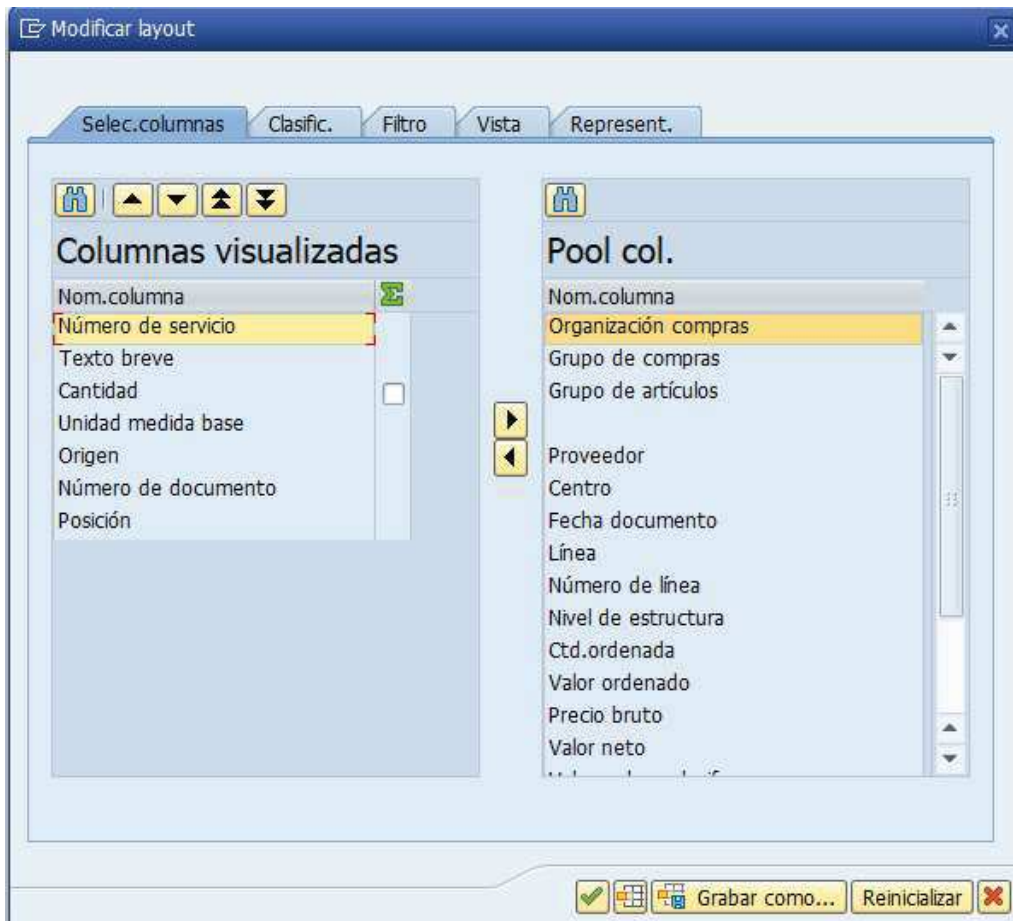 Modificar layout
Selec.columnas
Clasific.
Filtro
Vista
Represent.
Columnas visualizadas
Nom.columna
Número de servicio
Texto breve
Cantidad
Unidad medida base
Origen
Número de documento
Posición
Pool col.
Nom.columna
Organización compras
Grupo de compras
Grupo de artículos
Proveedor
Centro
Fecha documento
Línea
Número de línea
Nivel de estructura
Ctd.ordenada
Valor ordenado
Precio bruto
Valor neto
Grabar como...
Reinicializar